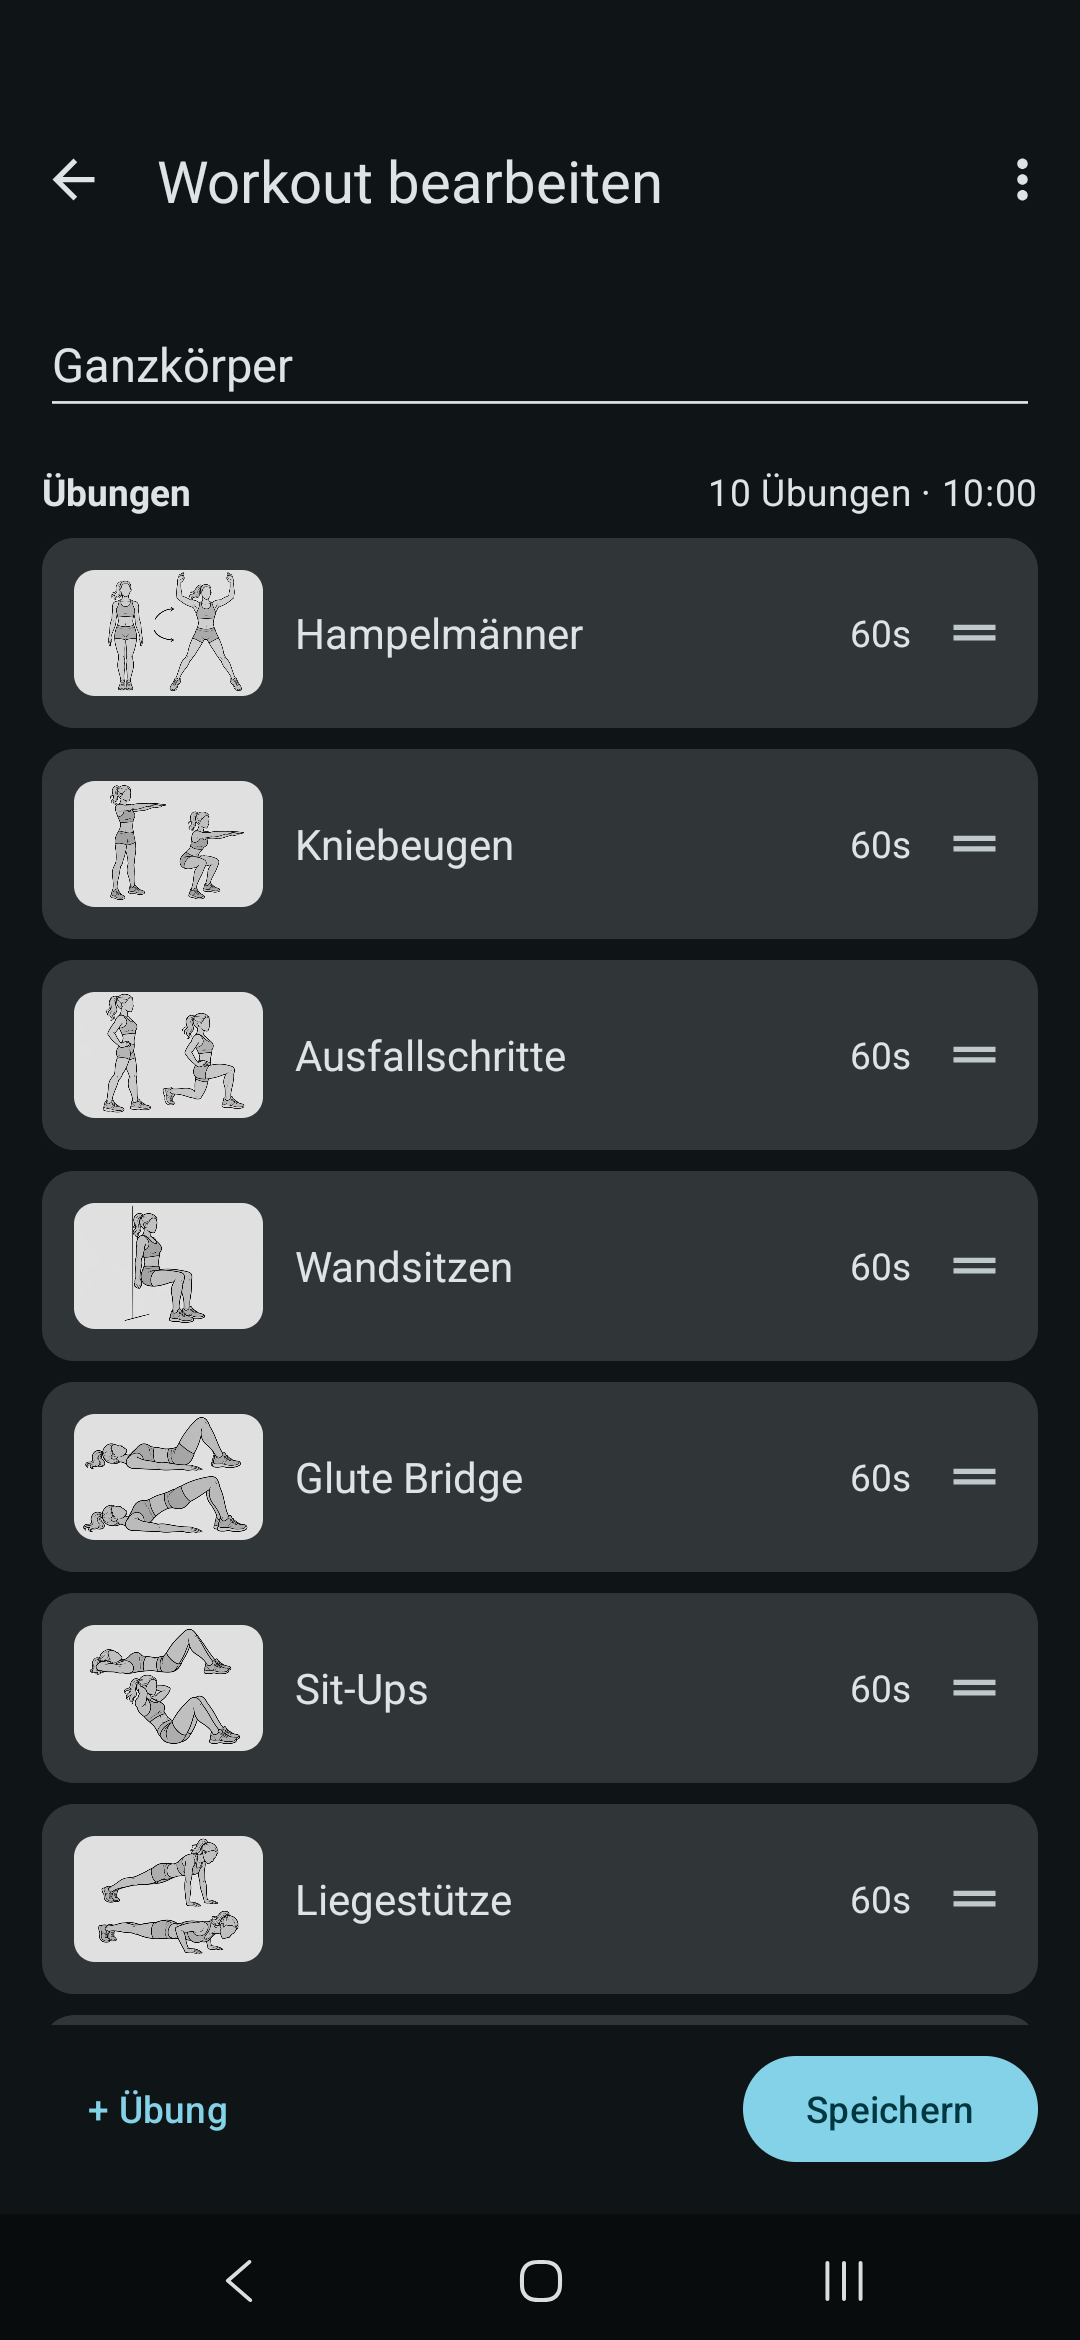 Workout bearbeiten
Ganzkörper
Übungen 10 Übungen · 10:00
Hampelmänner 60s
Kniebeugen 60s
Ausfallschritte 60s
Wandsitzen 60s
Glute Bridge 60s
Sit-Ups 60s
Liegestütze 60s
+ Übung Speichern